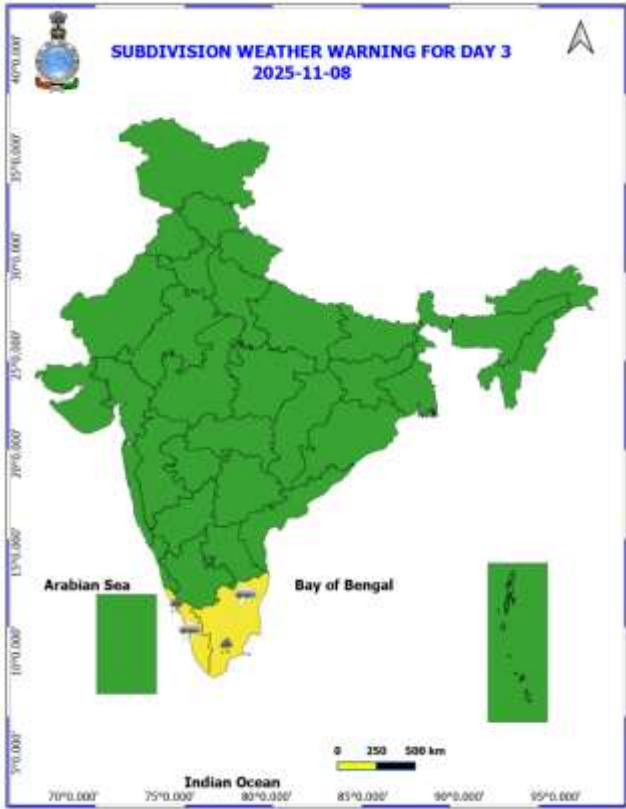 SUBDIVISION WEATHER WARNING FOR DAY 3
2025-11-08
40°0.000'
35°0.000'
30°0.000'
25°0.000'
20°0.000'
15°0.000'
10°0.000'
5°0.000'
Arabian Sea
Bay of Bengal
0 250 500 km
Indian Ocean
70°0.000' 75°0.000' 80°0.000' 85°0.000' 90°0.000' 95°0.000'